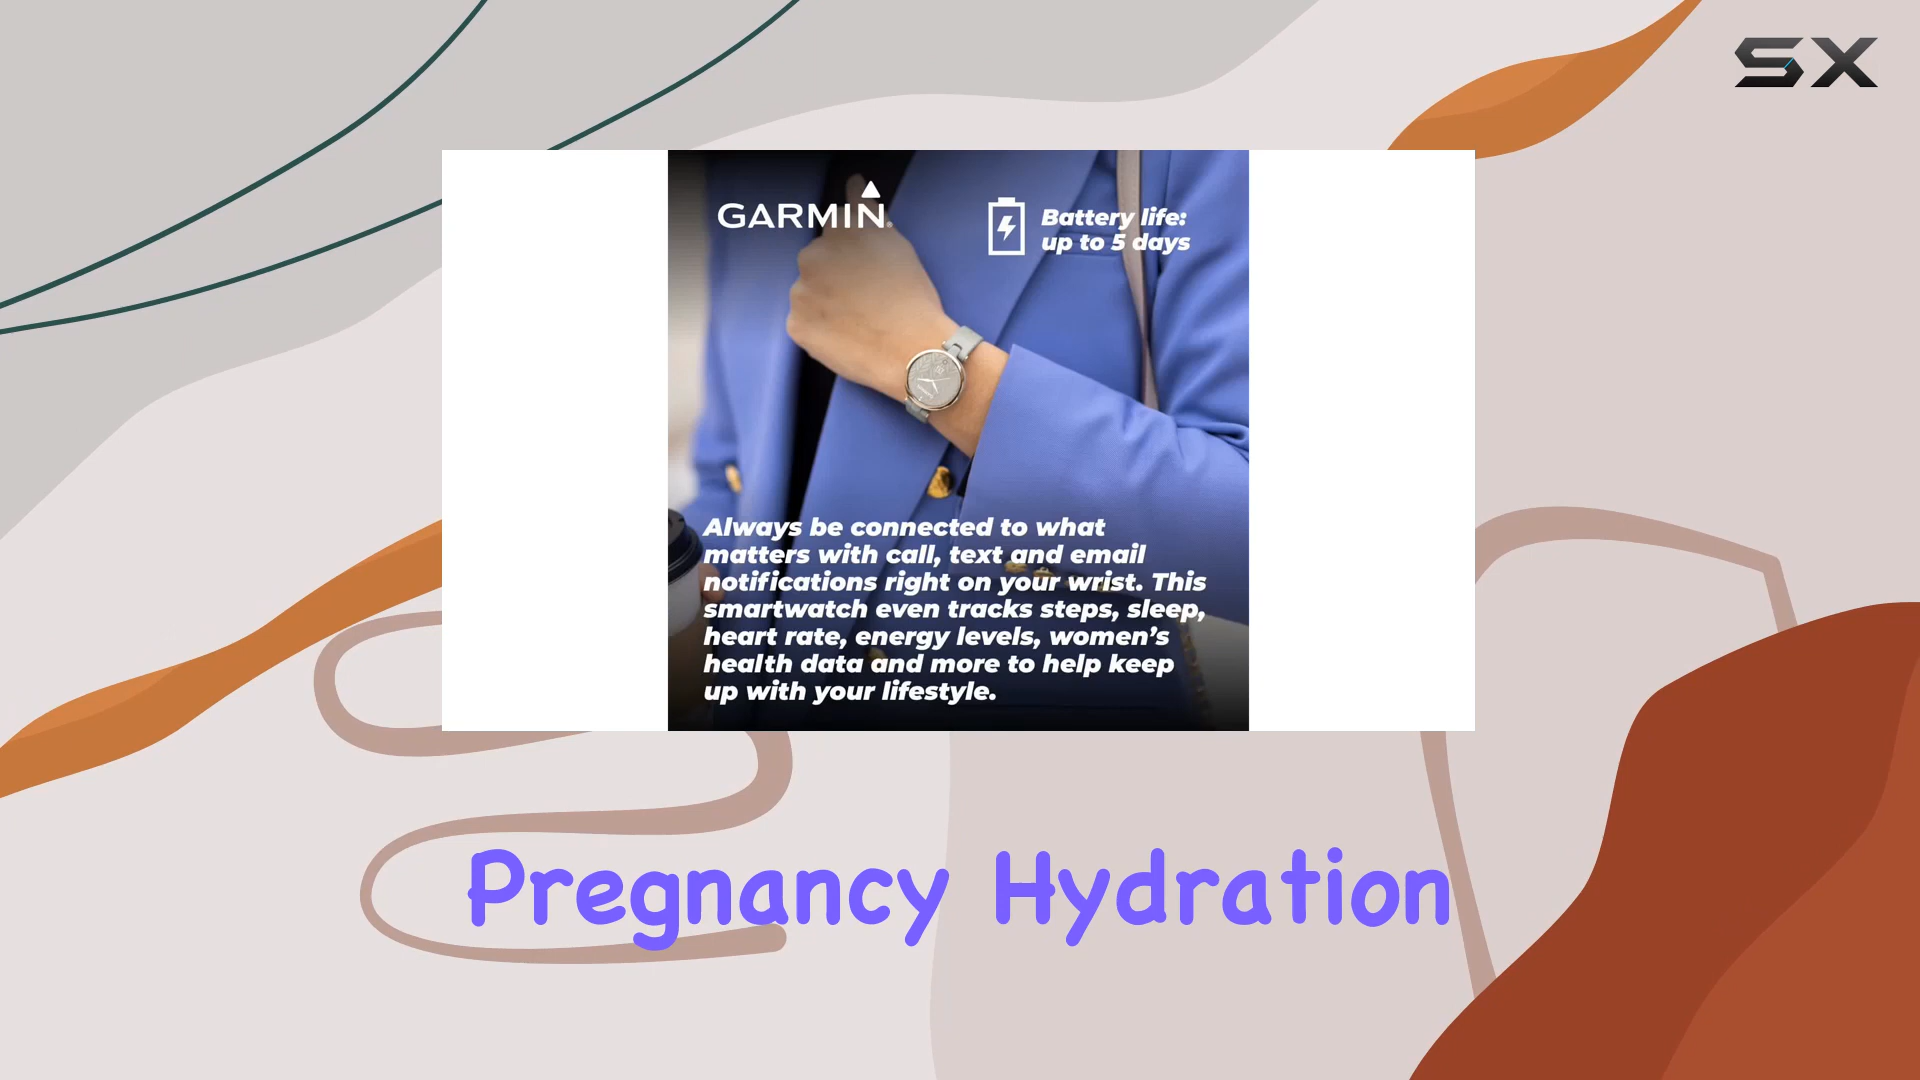 SX
GARMIN
Battery life:
up to 5 days
Always be connected to what
matters with call, text and email
notifications right on your wrist. This
smartwatch even tracks steps, sleep,
heart rate, energy levels, women's
health data and more to help keep
up with your lifestyle.
Pregnancy Hydration